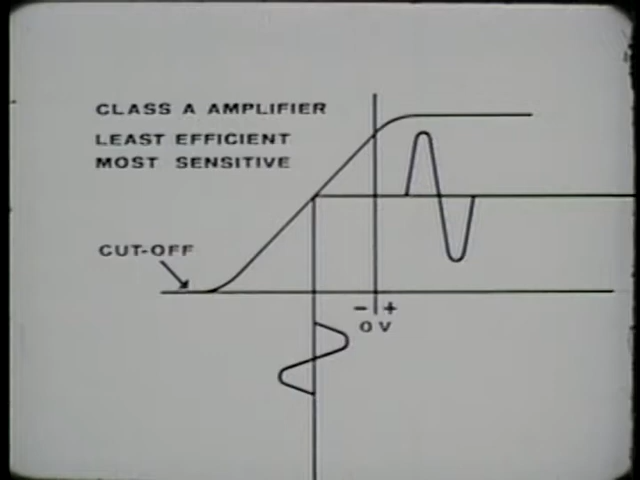 CLASS A AMPLIFIER
LEAST EFFICIENT
MOST SENSITIVE
CUT-OFF
- +
0 V